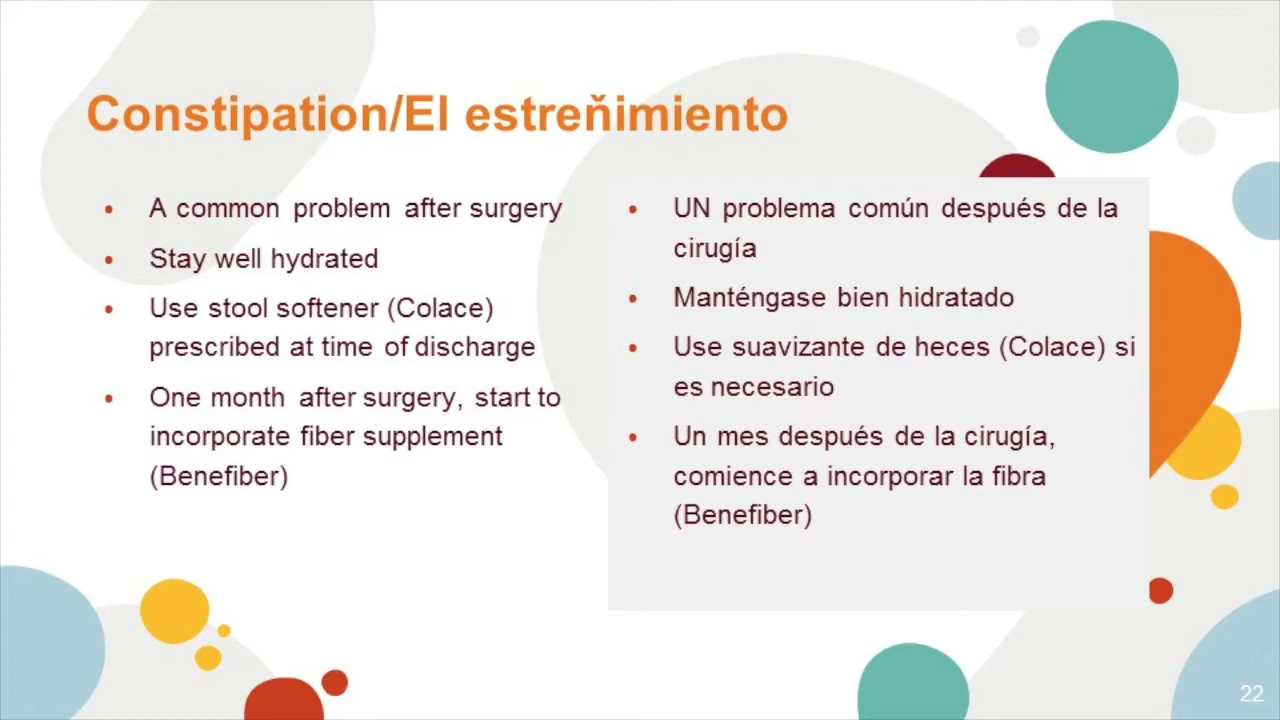 Constipation/El estreňimiento
• A common problem after surgery
• Stay well hydrated
• Use stool softener (Colace)
prescribed at time of discharge
• One month after surgery, start to
incorporate fiber supplement
(Benefiber)
• UN problema común después de la
cirugía
• Manténgase bien hidratado
• Use suavizante de heces (Colace) si
es necesario
• Un mes después de la cirugía,
comience a incorporar la fibra
(Benefiber)
22